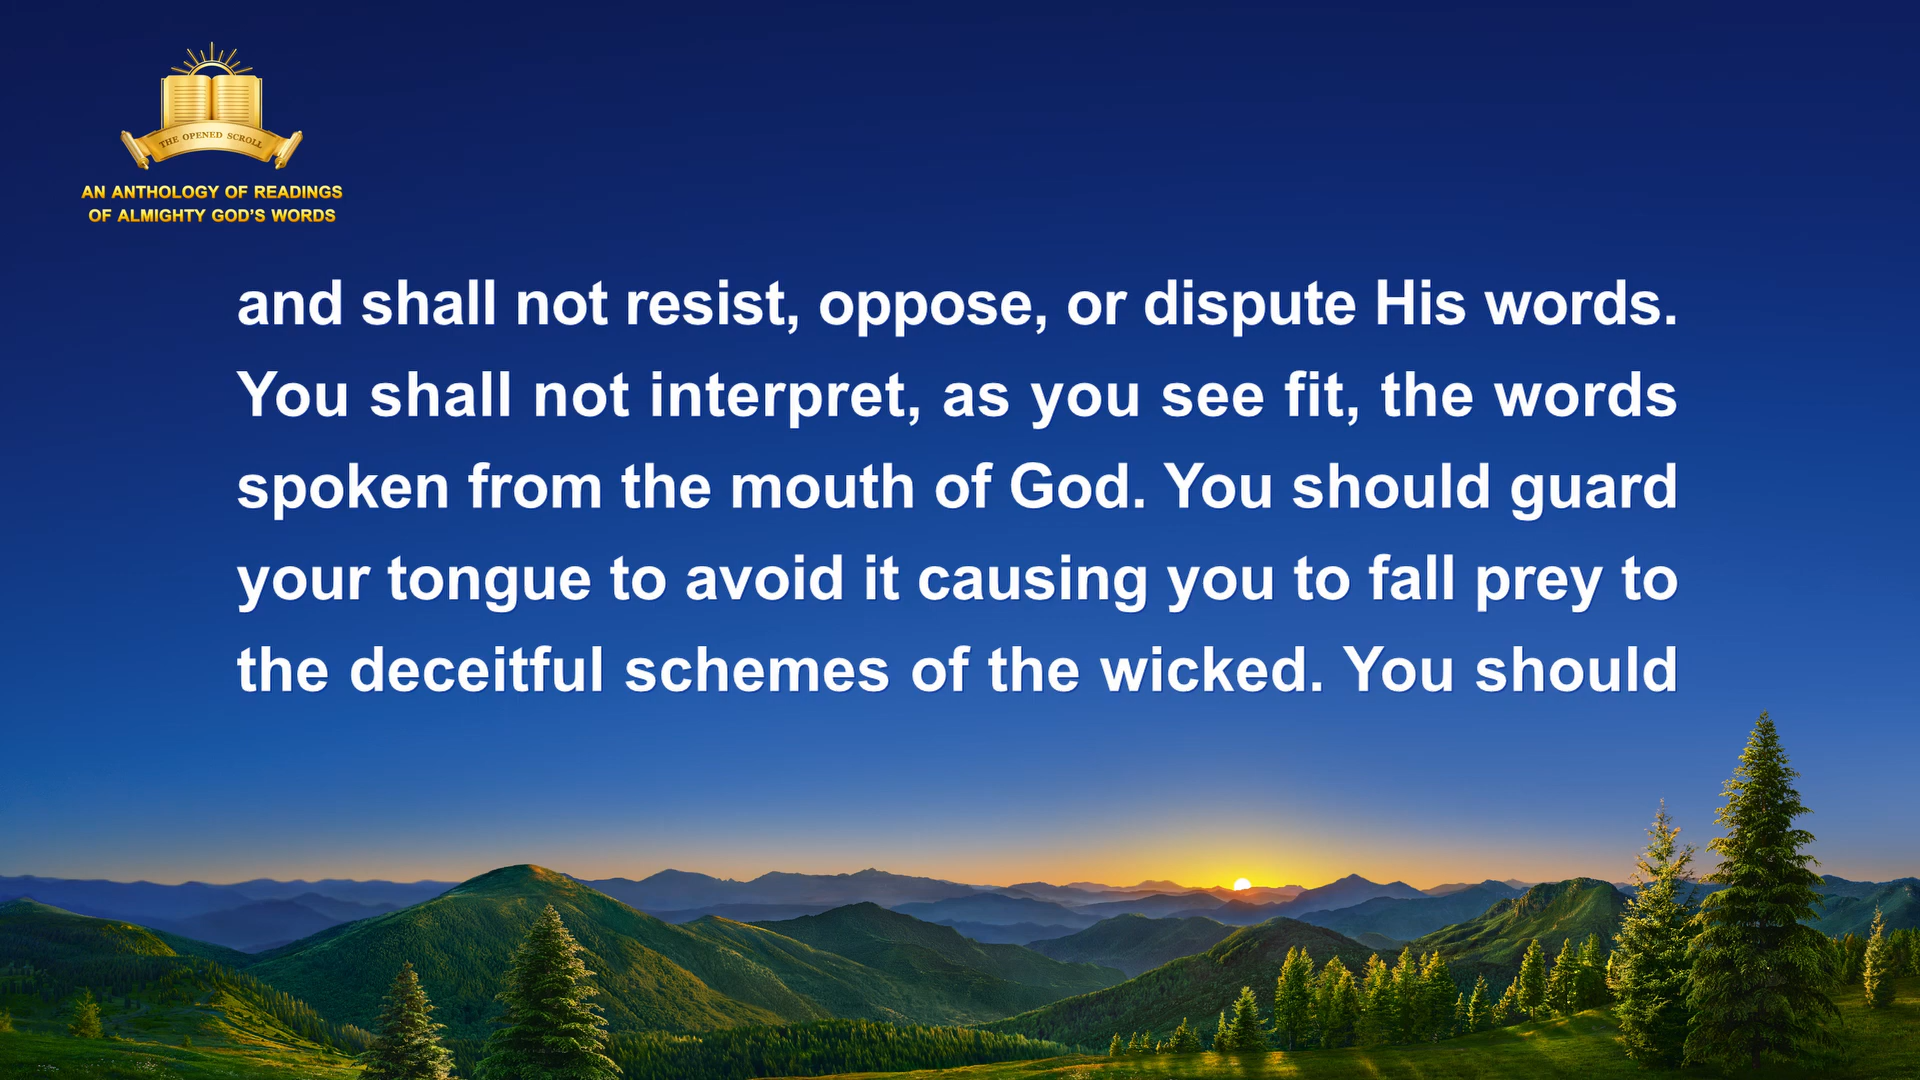 THE OPENED SCROLL
AN ANTHOLOGY OF READINGS
OF ALMIGHTY GOD'S WORDS
and shall not resist, oppose, or dispute His words.
You shall not interpret, as you see fit, the words
spoken from the mouth of God. You should guard
your tongue to avoid it causing you to fall prey to
the deceitful schemes of the wicked. You should